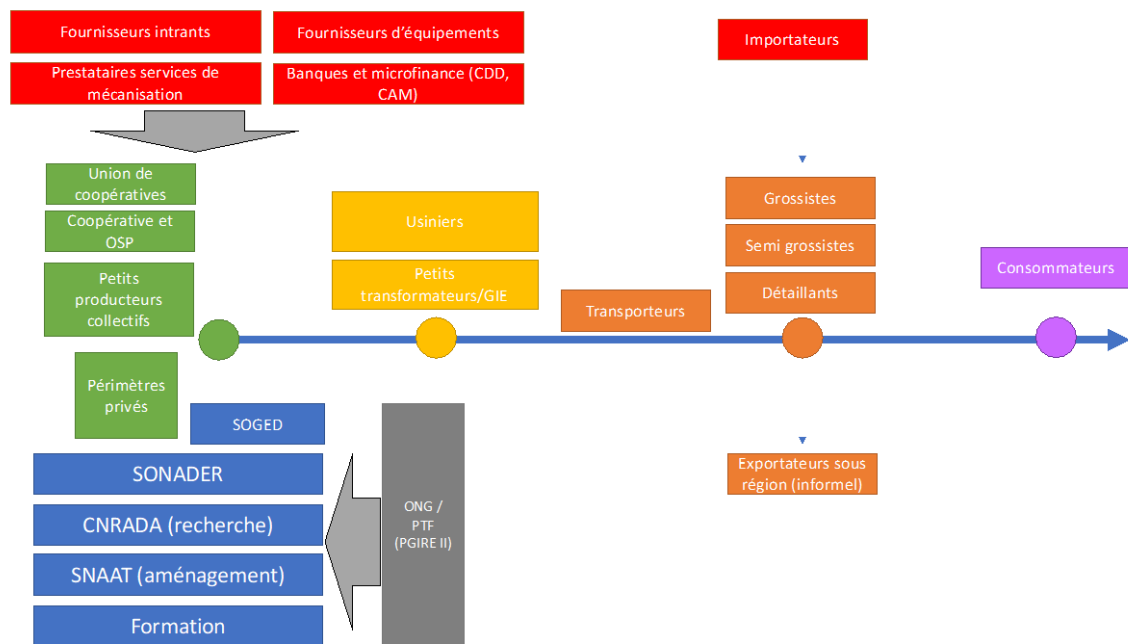 Fournisseurs intrants
Fournisseurs d'équipements
Importateurs
Prestataires services de
mécanisation
Banques et microfinance (CDD,
CAM)
Union de
coopératives
Coopérative et
OSP
Petits
producteurs
collectifs
Périmètres
privés
Usiniers
Petits
transformateurs/GIE
Transporteurs
Grossistes
Semi grossistes
Détaillants
Consommateurs
Exportateurs sous
région (informel)
SOGED
SONADER
CNRADA (recherche)
SNAAT (aménagement)
Formation
ONG /
PTF
(PGIRE II)